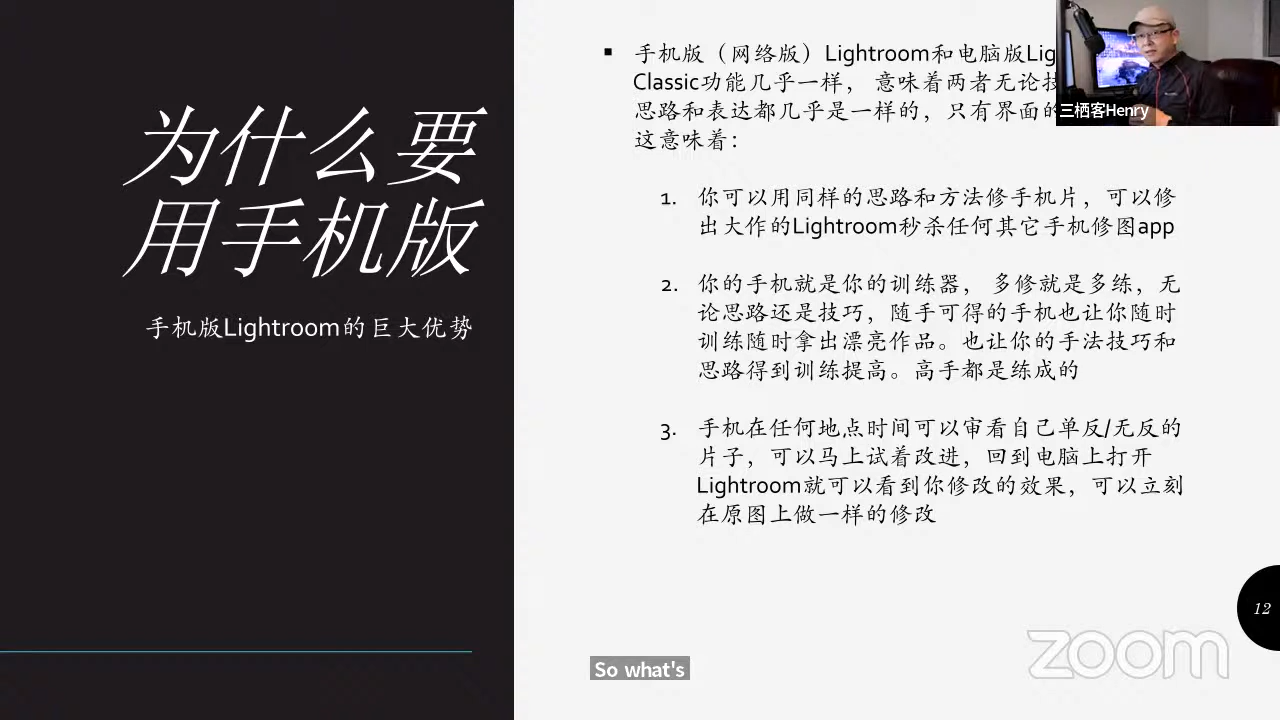 为什么要
用手机版
手机版Lightroom的巨大优势
▪ 手机版（网络版）Lightroom和电脑版Lig
Classic功能几乎一样， 意味着两者无论
思路和表达都几乎是一样的，只有界面的
这意味着：
1. 你可以用同样的思路和方法修手机片，可以修
出大作的Lightroom秒杀任何其它手机修图app
2. 你的手机就是你的训练器， 多修就是多练，无
论思路还是技巧，随手可得的手机也让你随时
训练随时拿出漂亮作品。也让你的手法技巧和
思路得到训练提高。高手都是练成的
3. 手机在任何地点时间可以审看自己单反/无反的
片子，可以马上试着改进，回到电脑上打开
Lightroom就可以看到你修改的效果，可以立刻
在原图上做一样的修改
三栖客Henry
12
zoom
So what's